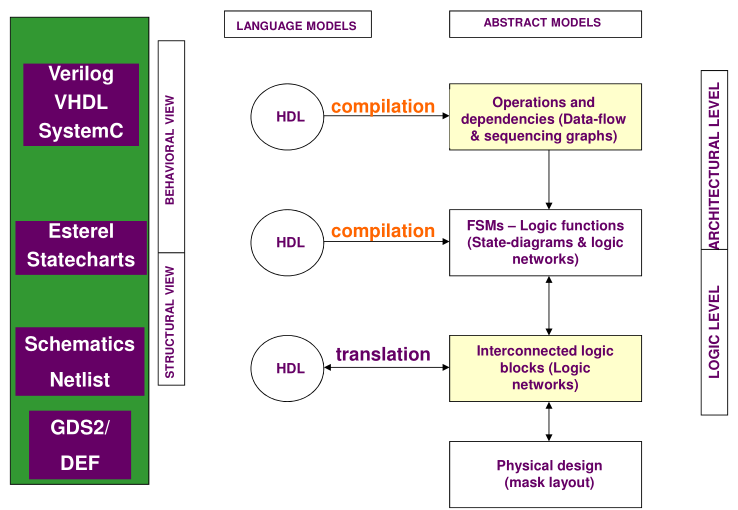 LANGUAGE MODELS
ABSTRACT MODELS
Verilog
VHDL
SystemC
BEHAVIORAL VIEW
HDL
compilation
Operations and
dependencies (Data-flow
& sequencing graphs)
ARCHITECTURAL LEVEL
Esterel
Statecharts
HDL
compilation
FSMs – Logic functions
(State-diagrams & logic
networks)
STRUCTURAL VIEW
Schematics
Netlist
HDL
translation
Interconnected logic
blocks (Logic
networks)
LOGIC LEVEL
GDS2/
DEF
Physical design
(mask layout)